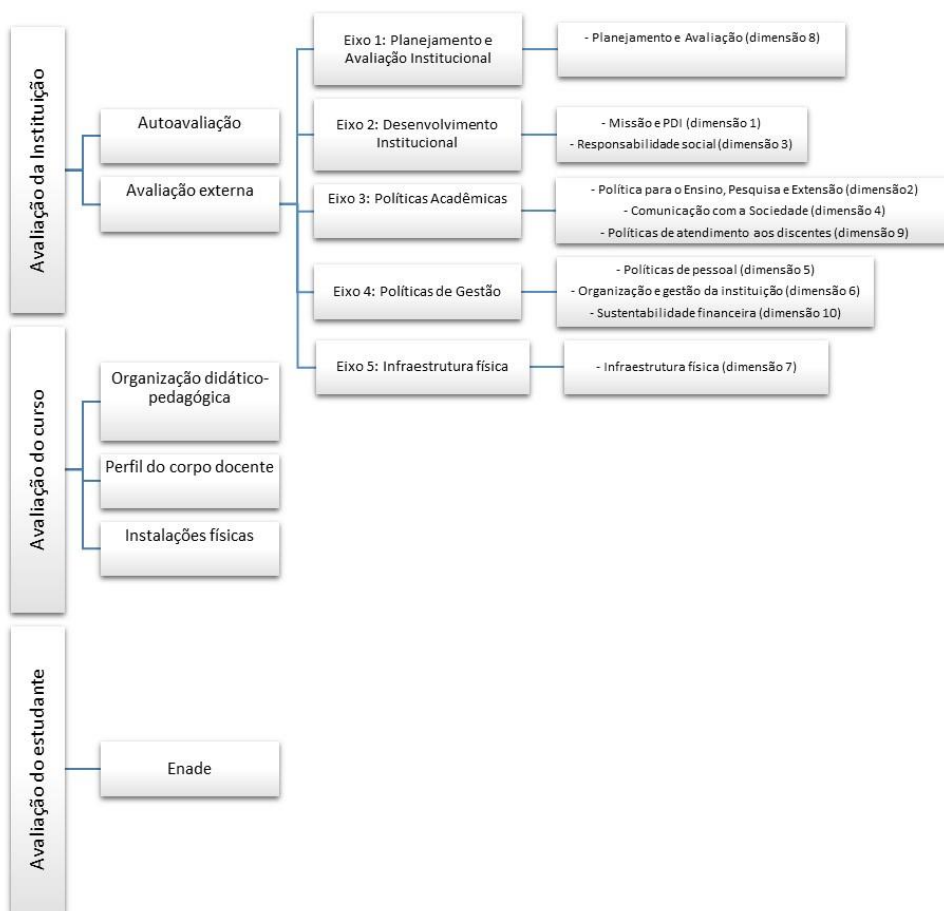 Avaliação da Instituição
Autoavaliação
Avaliação externa
Eixo 1: Planejamento e
Avaliação Institucional
- Planejamento e Avaliação (dimensão 8)
Eixo 2: Desenvolvimento
Institucional
- Missão e PDI (dimensão 1)
- Responsabilidade social (dimensão 3)
Eixo 3: Políticas Acadêmicas
- Política para o Ensino, Pesquisa e Extensão (dimensão2)
- Comunicação com a Sociedade (dimensão 4)
- Políticas de atendimento aos discentes (dimensão 9)
Eixo 4: Políticas de Gestão
- Políticas de pessoal (dimensão 5)
- Organização e gestão da instituição (dimensão 6)
- Sustentabilidade financeira (dimensão 10)
Eixo 5: Infraestrutura física
- Infraestrutura física (dimensão 7)
Avaliação do curso
Organização didático-
pedagógica
Perfil do corpo docente
Instalações físicas
Avaliação do estudante
Enade